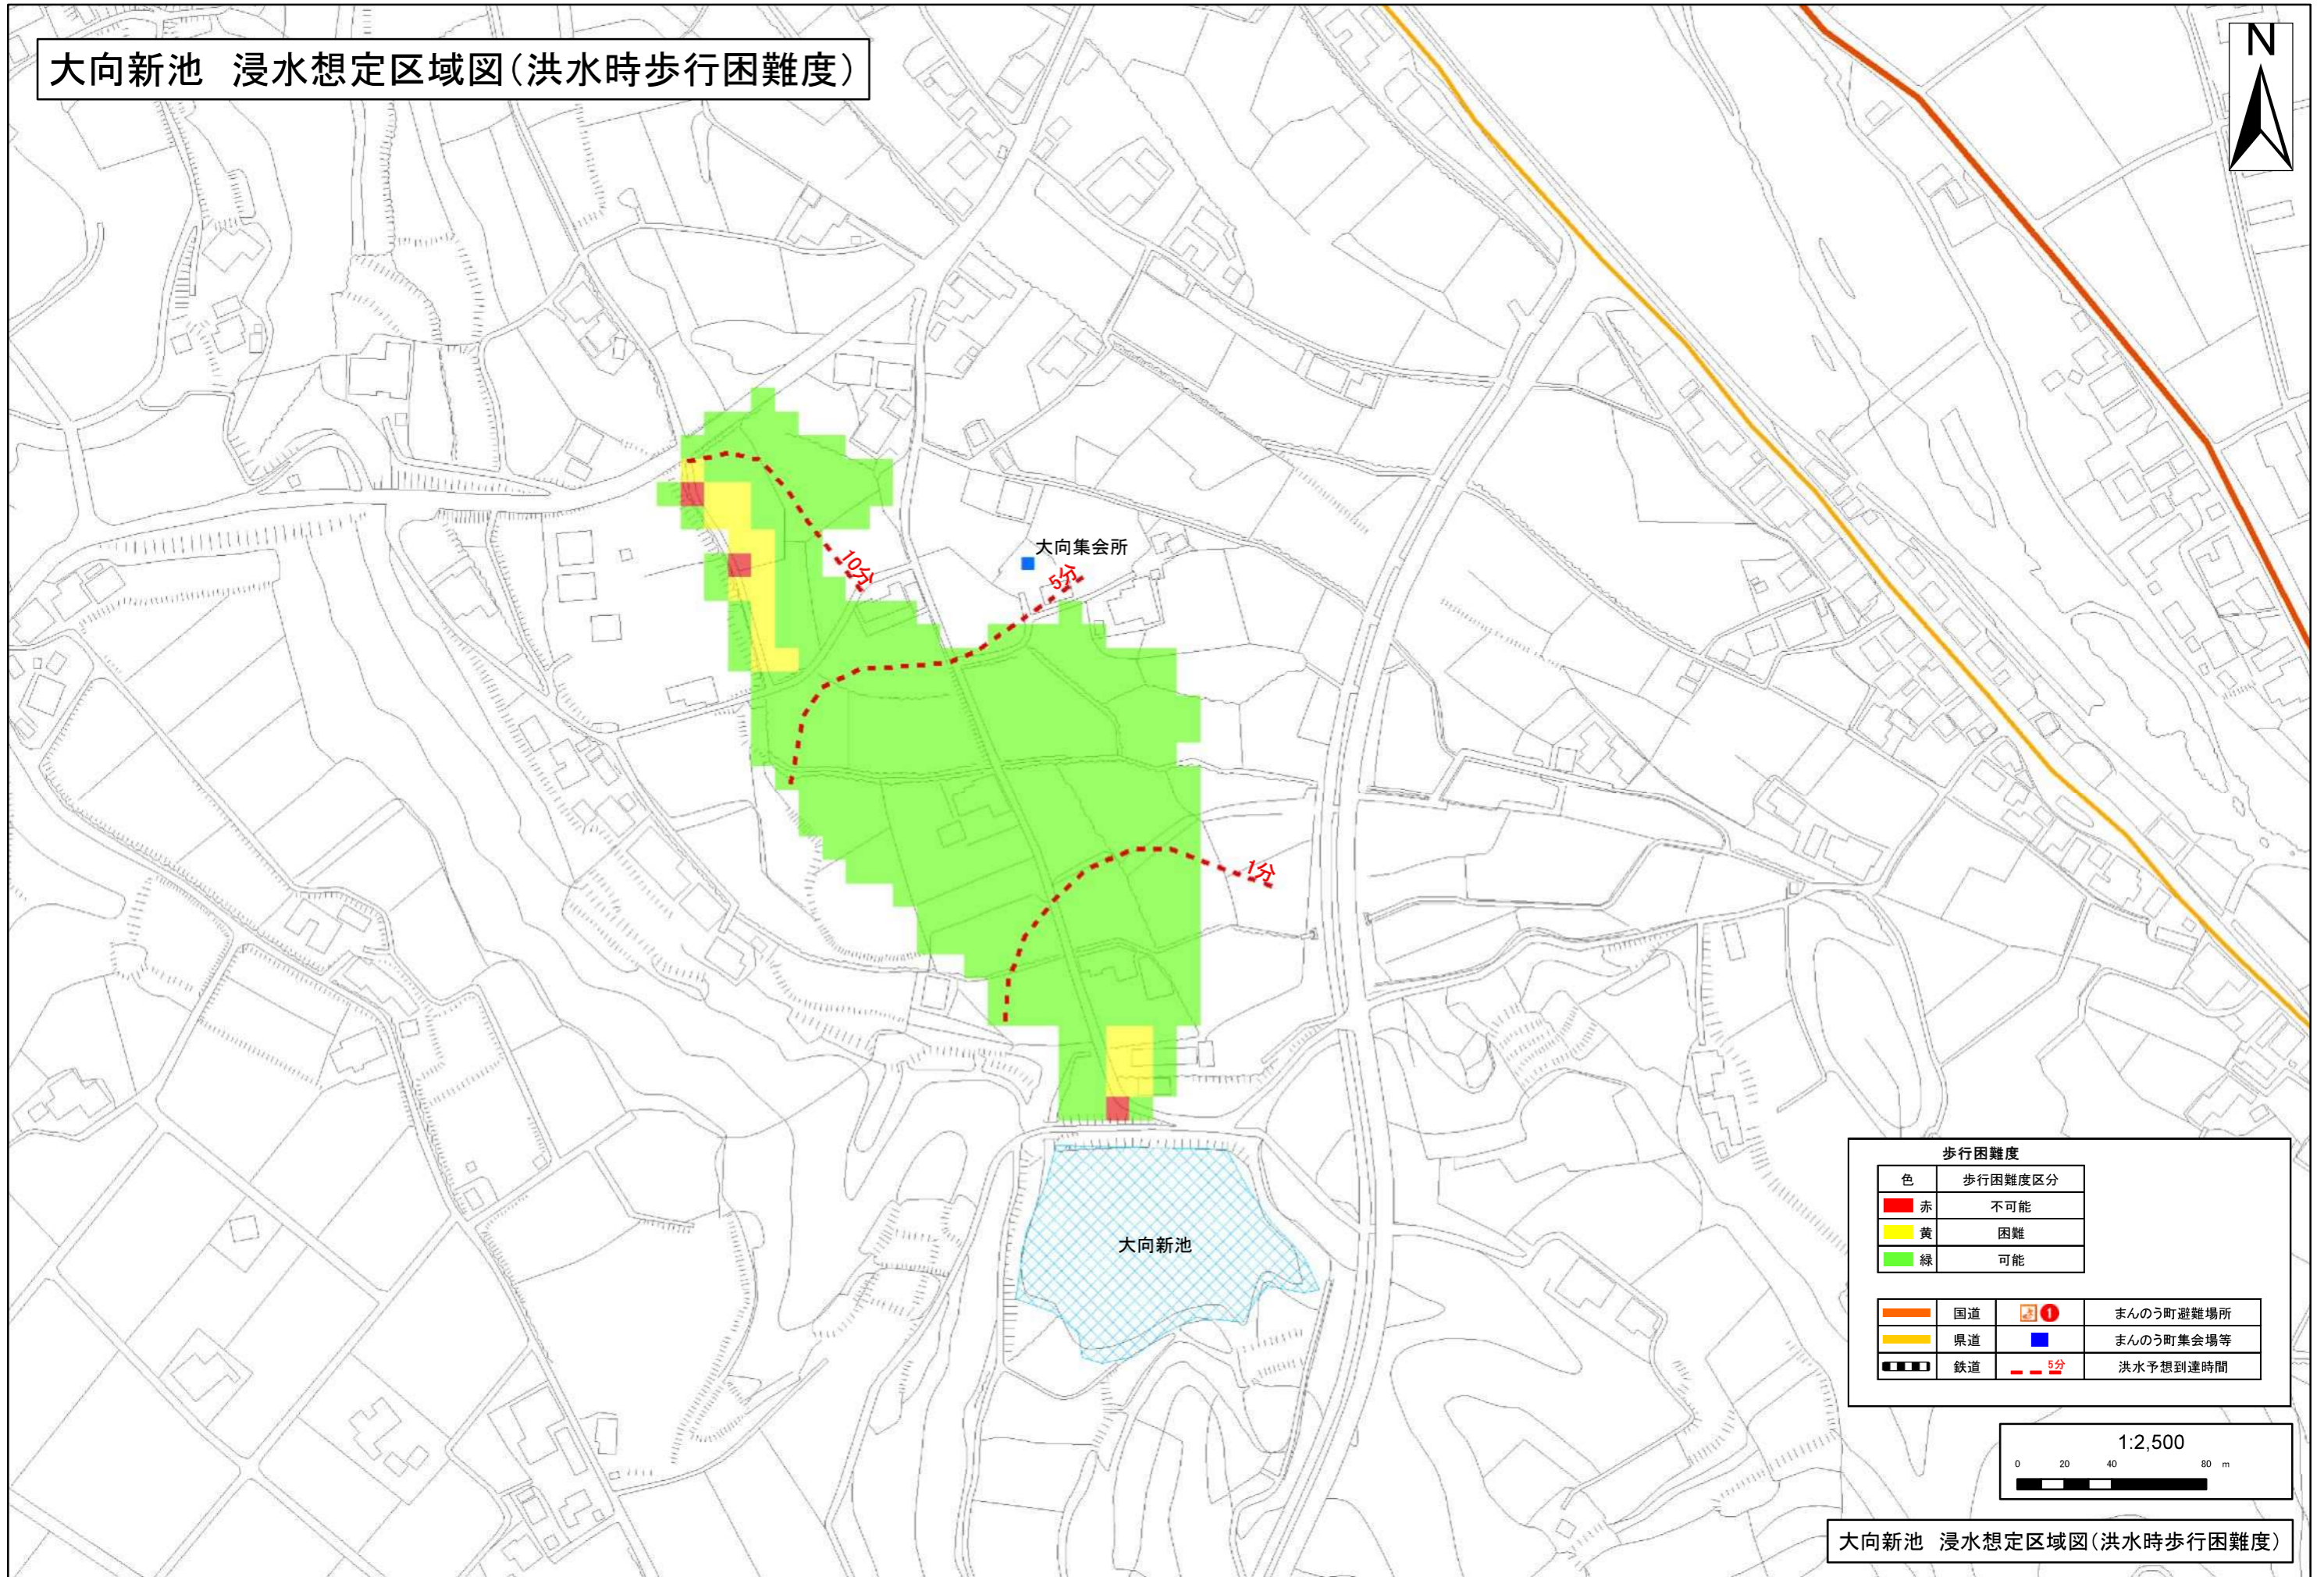 大向新池　浸水想定区域図(洪水時歩行困難度)
N
大向集会所
10分
5分
1分
大向新池
歩行困難度
色 歩行困難度区分
赤 不可能
黄 困難
緑 可能
国道 1 まんのう町避難場所
県道 まんのう町集会場等
鉄道 5分 洪水予想到達時間
1:2,500
0 20 40 80 m
大向新池　浸水想定区域図(洪水時歩行困難度)